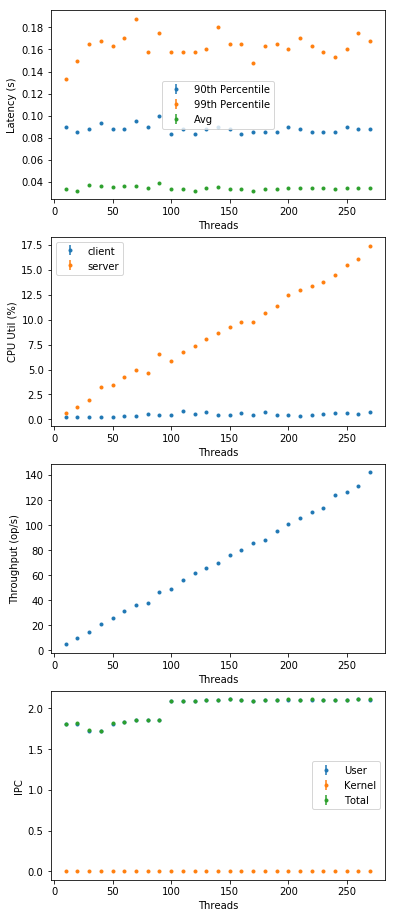 0.18
0.16
0.14
0.12
0.10
0.08
0.06
0.04
Latency (s)
90th Percentile
99th Percentile
Avg
0 50 100 150 200 250
Threads
17.5
15.0
12.5
10.0
7.5
5.0
2.5
0.0
CPU Util (%)
client
server
0 50 100 150 200 250
Threads
140
120
100
80
60
40
20
0
Throughput (op/s)
0 50 100 150 200 250
Threads
2.0
1.5
1.0
0.5
0.0
IPC
User
Kernel
Total
0 50 100 150 200 250
Threads